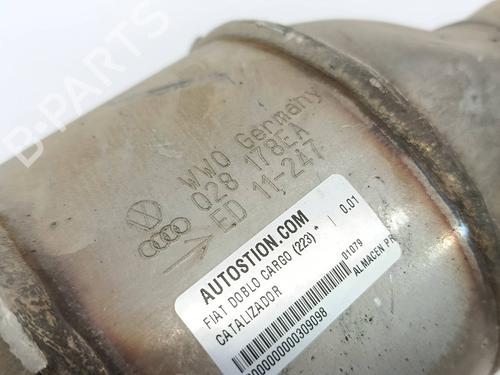 B-PARTS
WWO Germany
028 178EA
ED 11-247
AUTOSTION.COM
FIAT DOBLO CARGO (223) * | 0.01
CATALIZADOR
01079
ALMACEN PR